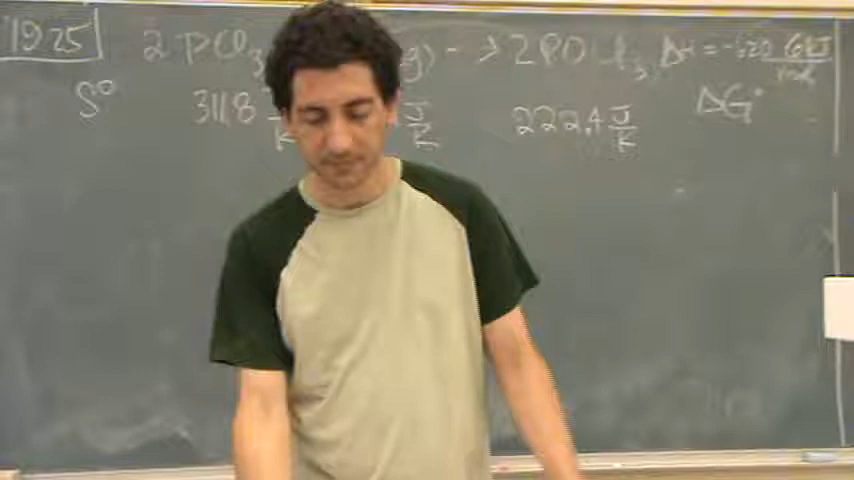 19.25 2 PCl₃ g) → 2 POCl₃ ΔH = -620 kJ/mol
S° 311.8 J/K J/K 222.4 J/K ΔG°